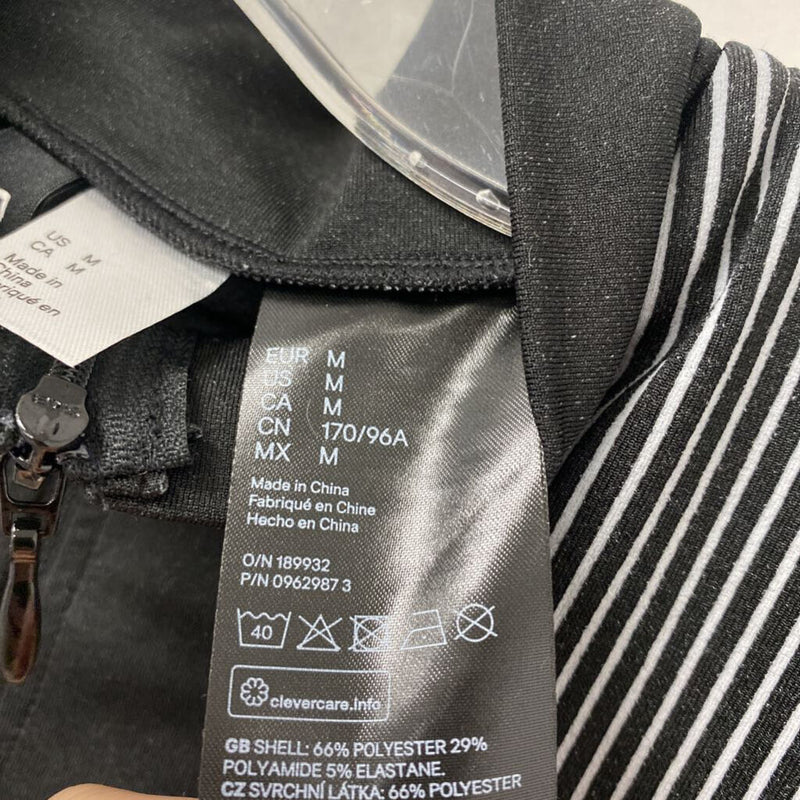 US M
CA M
Made in
China
EUR M
US M
CA M
CN 170/96A
MX M
Made in China
Fabriqué en Chine
Hecho en China
O/N 189932
P/N 0962987 3
40
clevercare.info
GB SHELL: 66% POLYESTER 29%
POLYAMIDE 5% ELASTANE.
CZ SVRCHNÍ LÁTKA: 66% POLYESTER